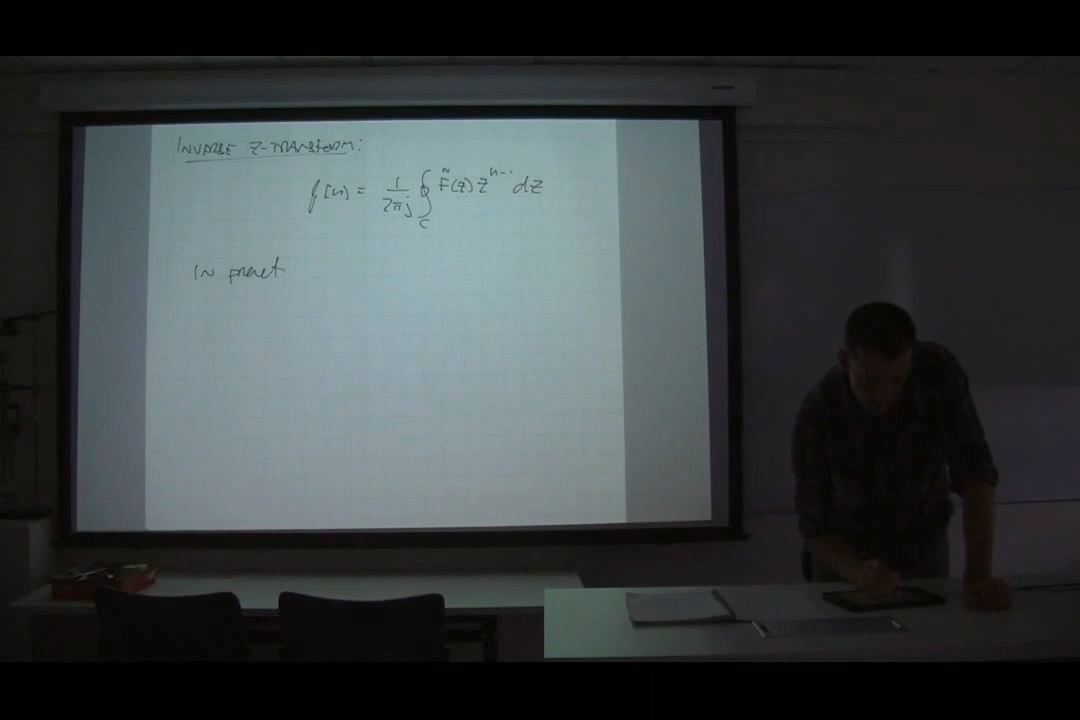 INVERSE Z-TRANSFORM:
f[n] = 1/2πj ∮_C F̃(z) z^{n-1} dz
IN pract